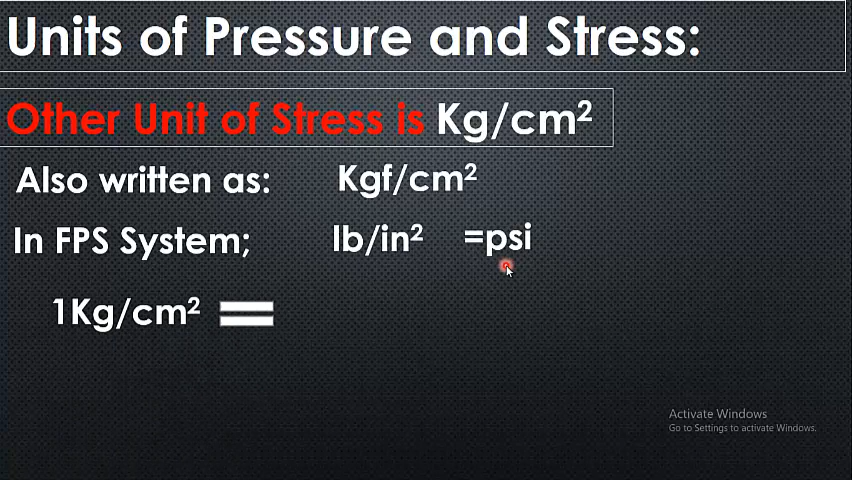 Units of Pressure and Stress:
Other Unit of Stress is Kg/cm²
Also written as: Kgf/cm²
In FPS System; lb/in² =psi
1Kg/cm² =
Activate Windows
Go to Settings to activate Windows.